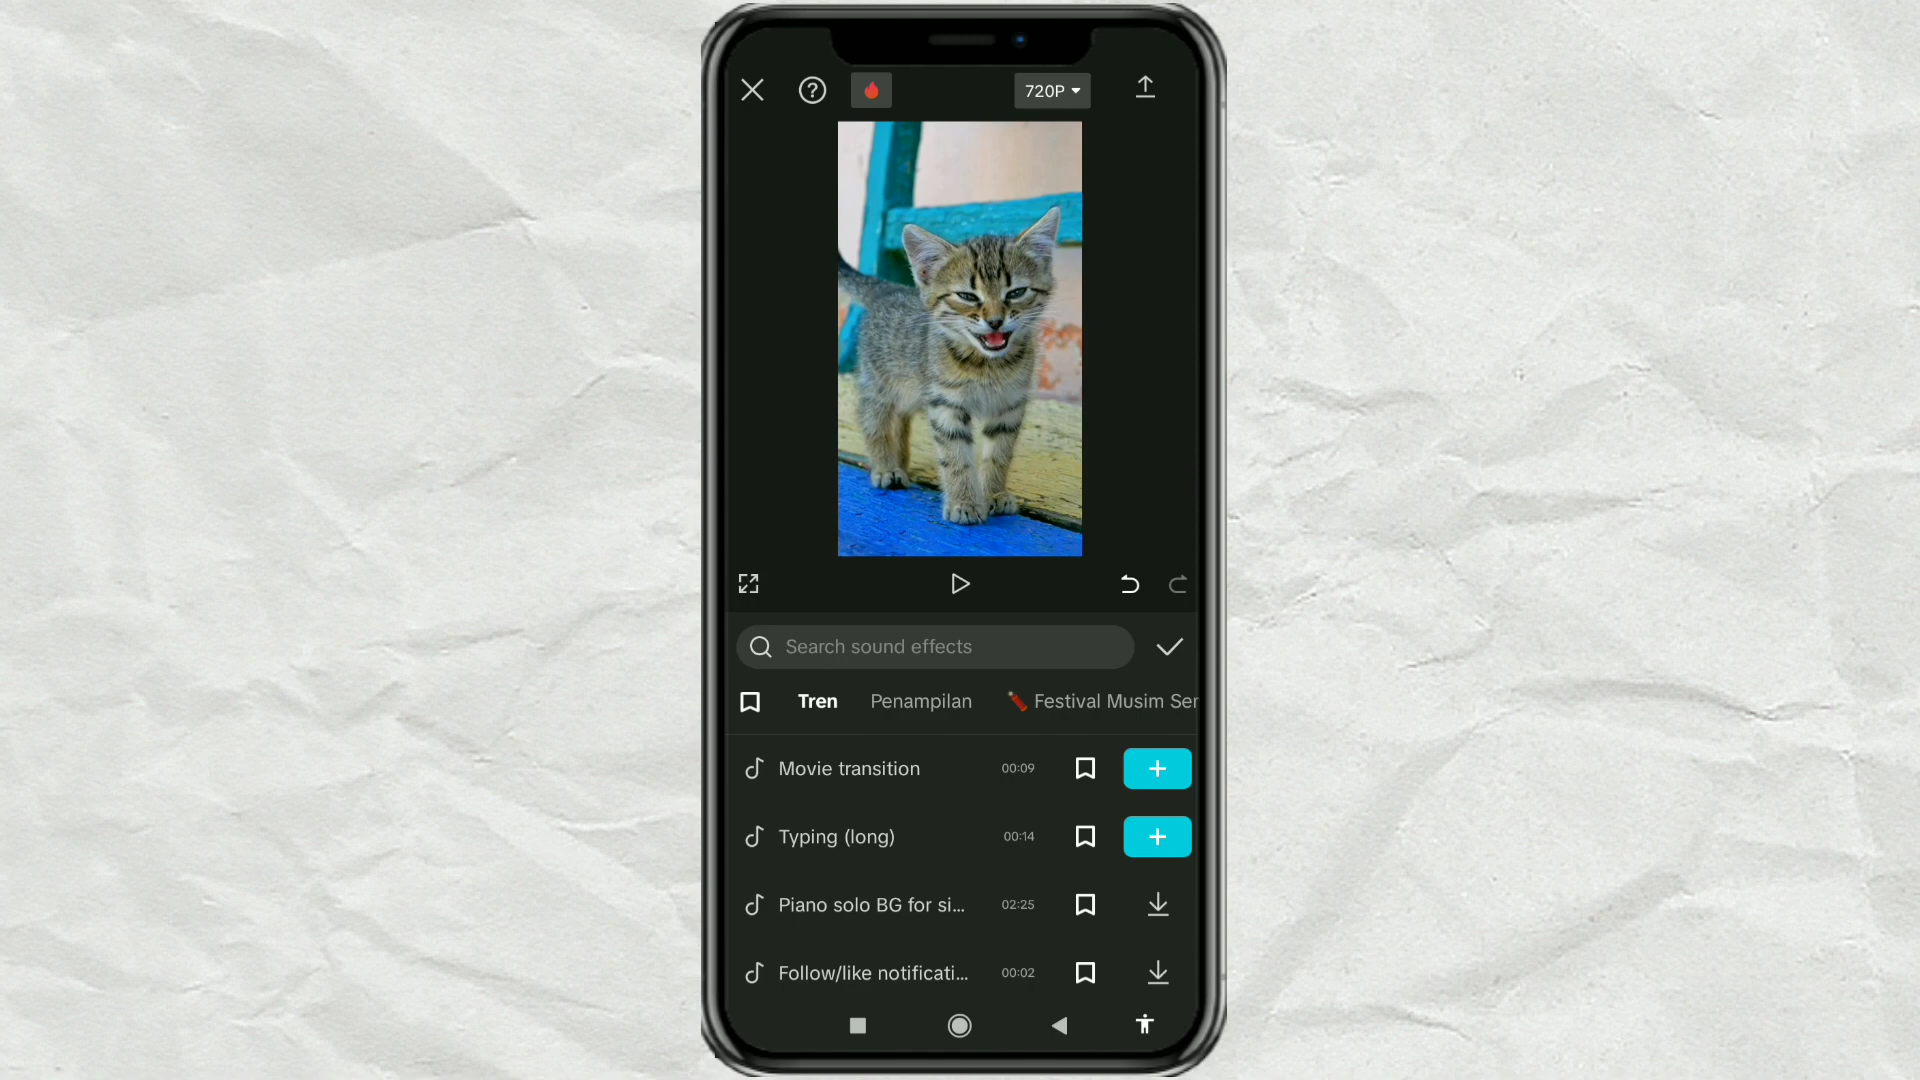 720P
Search sound effects
Tren Penampilan Festival Musim Ser
Movie transition 00:09
Typing (long) 00:14
Piano solo BG for si... 02:25
Follow/like notificati... 00:02